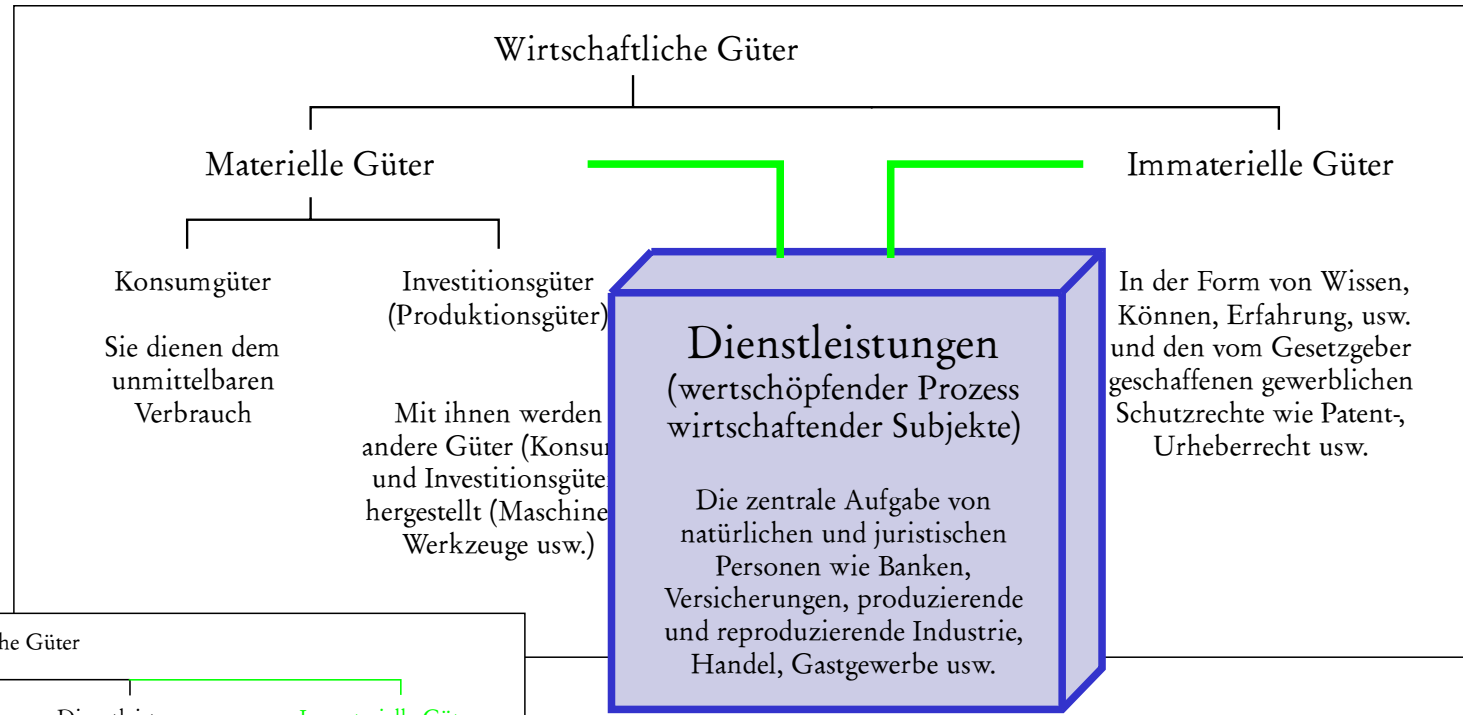 Wirtschaftliche Güter
Materielle Güter
Immaterielle Güter
Konsumgüter
Sie dienen dem
unmittelbaren
Verbrauch
Investitionsgüter
(Produktionsgüter)
Mit ihnen werden
andere Güter
und
hergestellt
Werkzeuge usw.)
Dienstleistungen
(wertschöpfender Prozess
wirtschaftender Subjekte)
Die zentrale Aufgabe von
natürlichen und juristischen
Personen wie Banken,
Versicherungen, produzierende
und reproduzierende Industrie,
Handel, Gastgewerbe usw.
In der Form von Wissen,
Können, Erfahrung, usw.
und den vom Gesetzgeber
geschaffenen gewerblichen
Schutzrechte wie Patent-,
Urheberrecht usw.
Güter